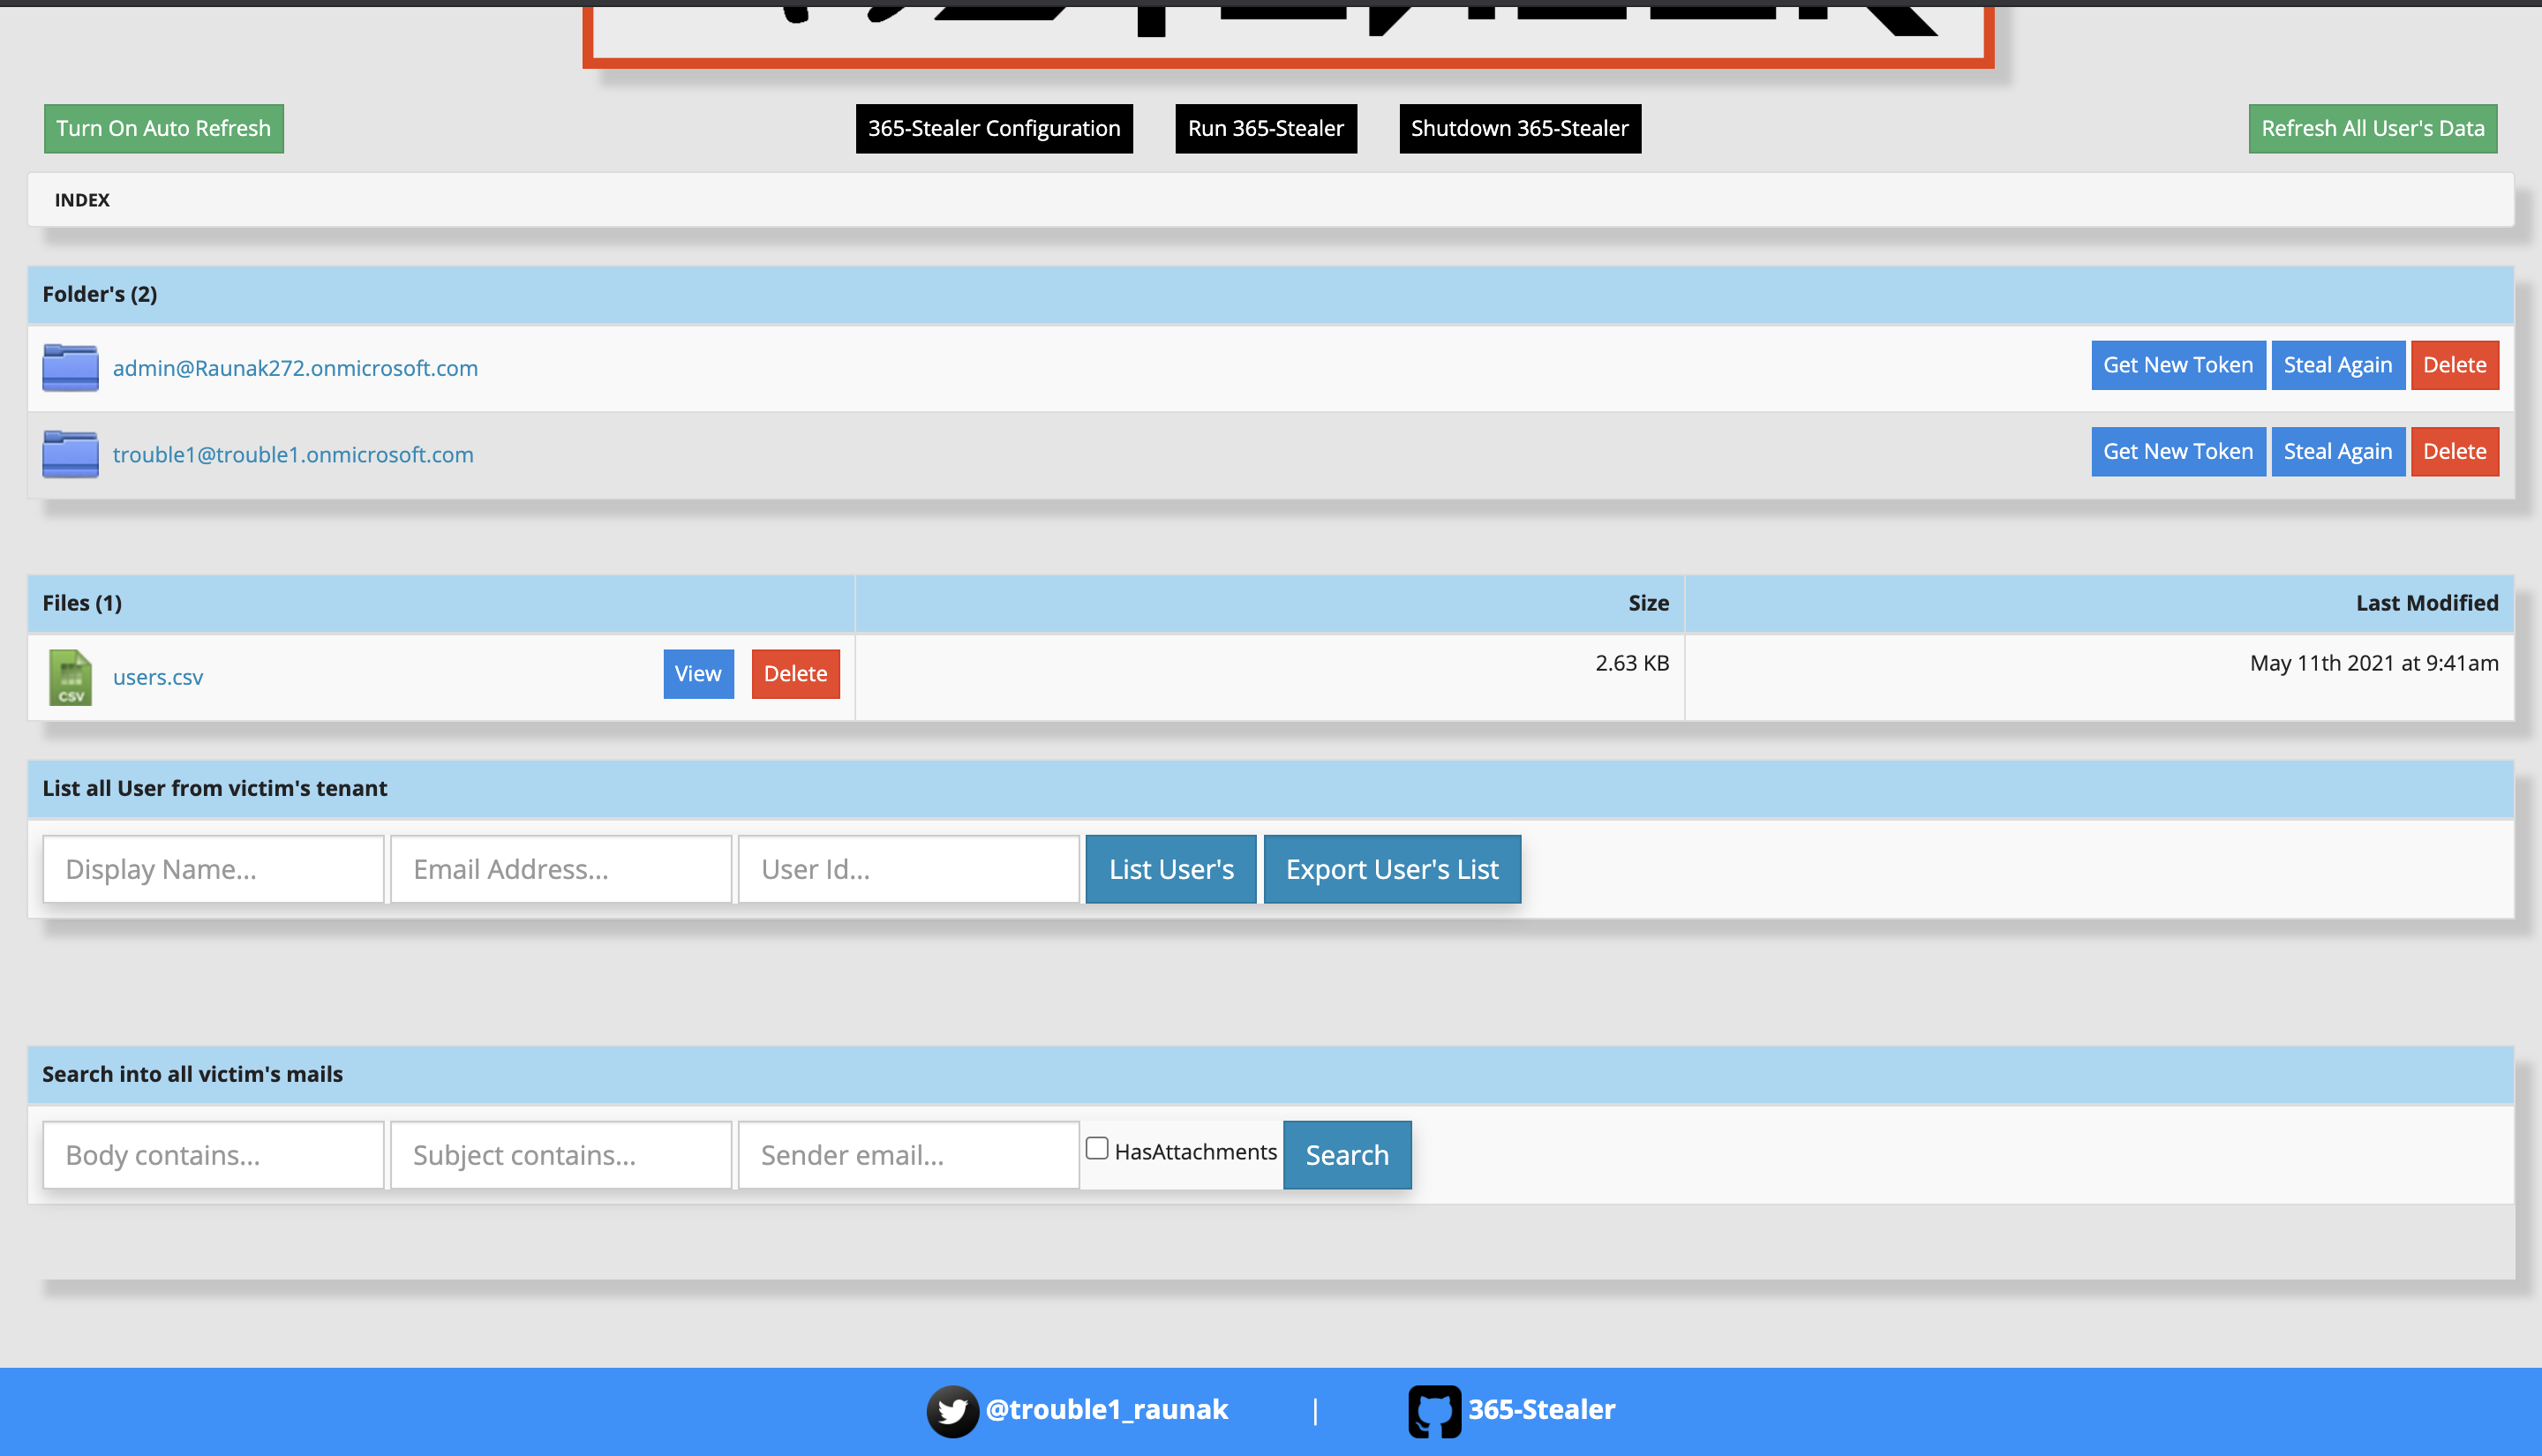 Turn On Auto Refresh 365-Stealer Configuration Run 365-Stealer Shutdown 365-Stealer Refresh All User's Data
INDEX
Folder's (2)
admin@Raunak272.onmicrosoft.com Get New Token Steal Again Delete
trouble1@trouble1.onmicrosoft.com Get New Token Steal Again Delete
Files (1) Size Last Modified
CSV users.csv View Delete 2.63 KB May 11th 2021 at 9:41am
List all User from victim's tenant
Display Name... Email Address... User Id... List User's Export User's List
Search into all victim's mails
Body contains... Subject contains... Sender email... HasAttachments Search
@trouble1_raunak | 365-Stealer